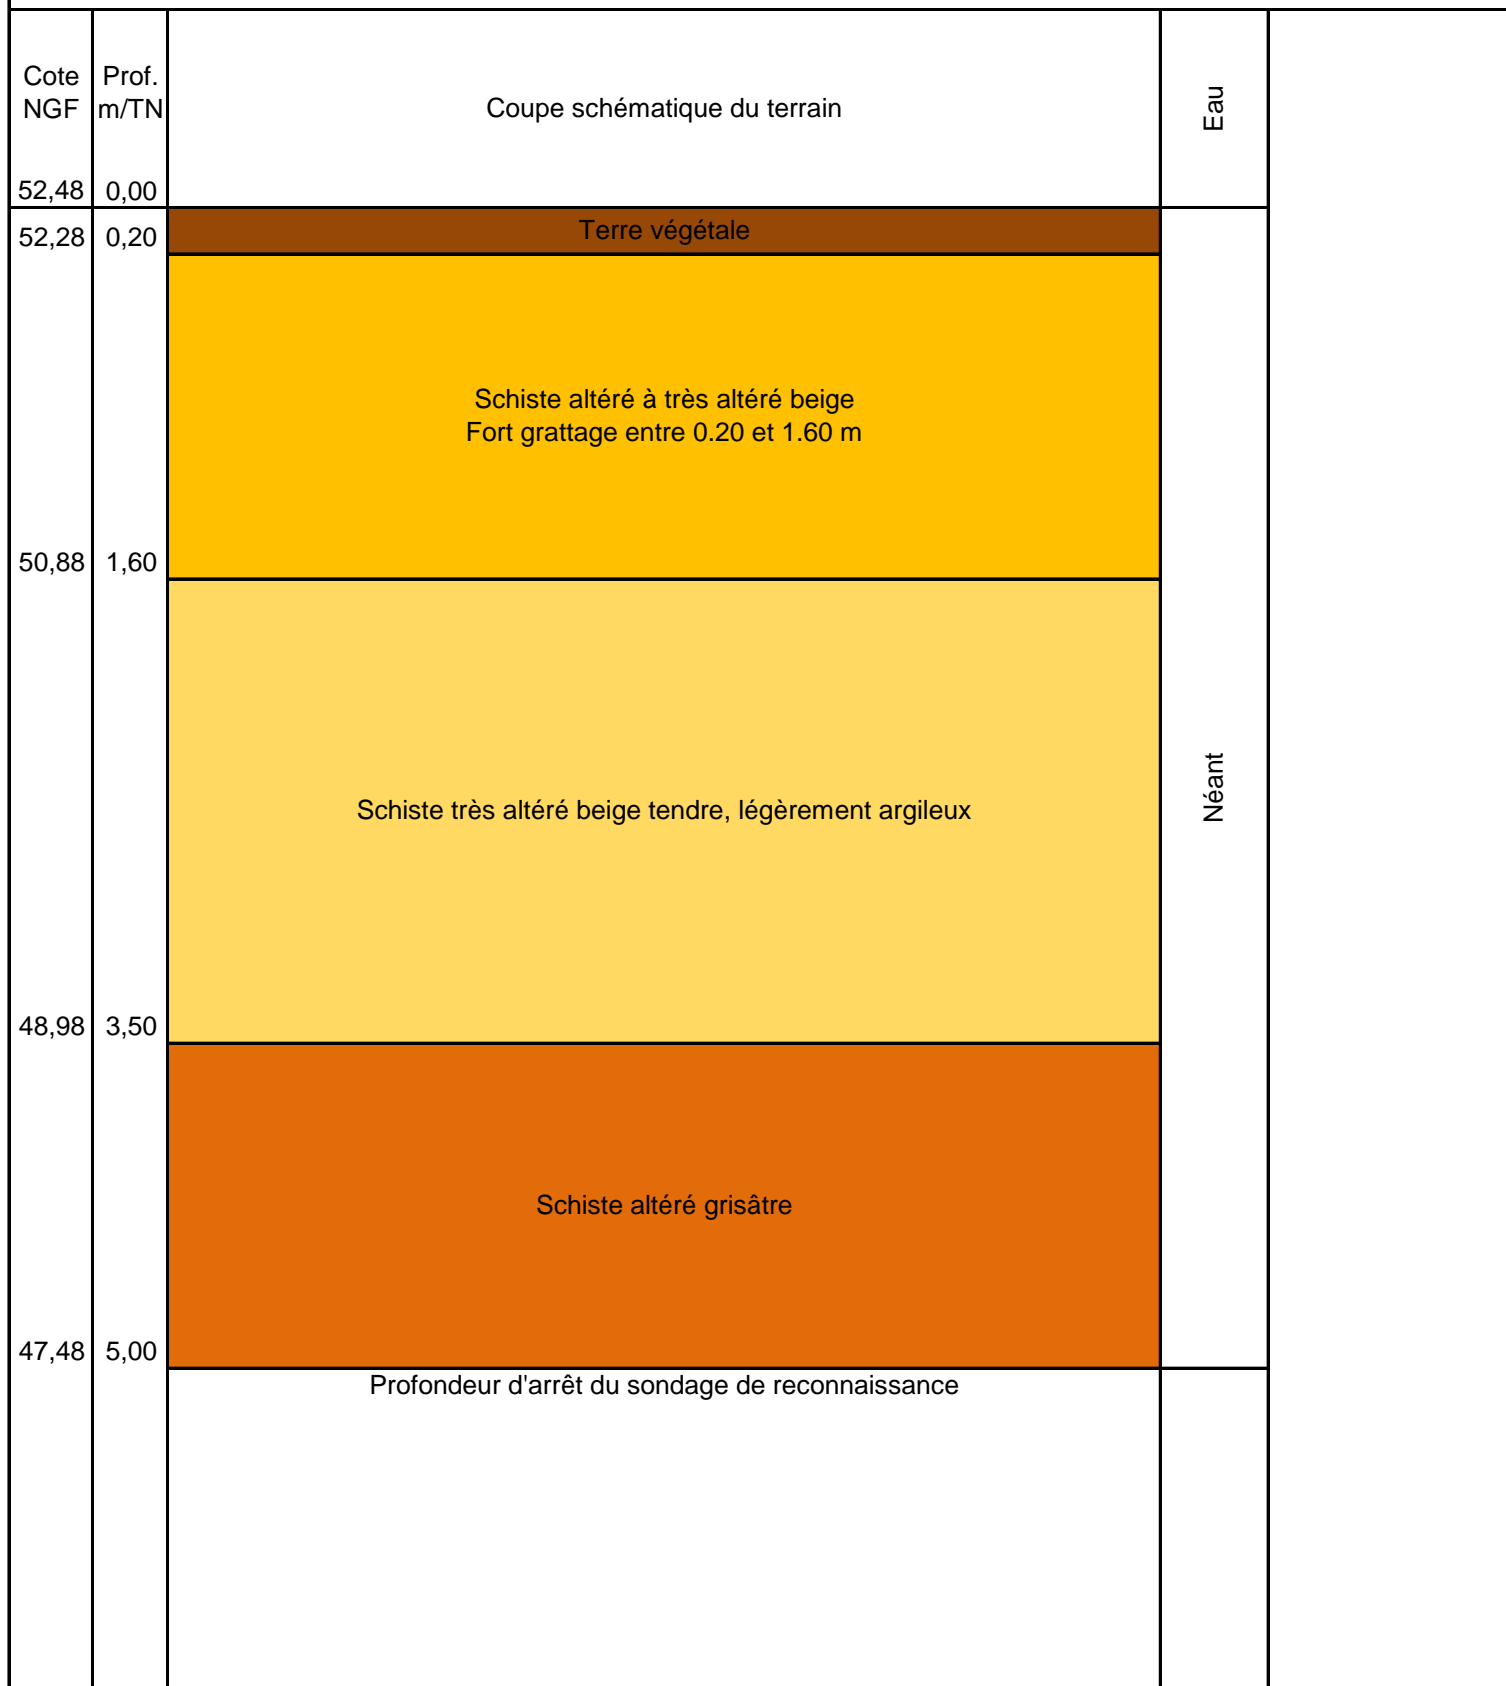 Cote
NGF
Prof.
m/TN
Coupe schématique du terrain
Eau
52,48 0,00
52,28 0,20
Terre végétale
Schiste altéré à très altéré beige
Fort grattage entre 0.20 et 1.60 m
50,88 1,60
Schiste très altéré beige tendre, légèrement argileux
Néant
48,98 3,50
Schiste altéré grisâtre
47,48 5,00
Profondeur d'arrêt du sondage de reconnaissance